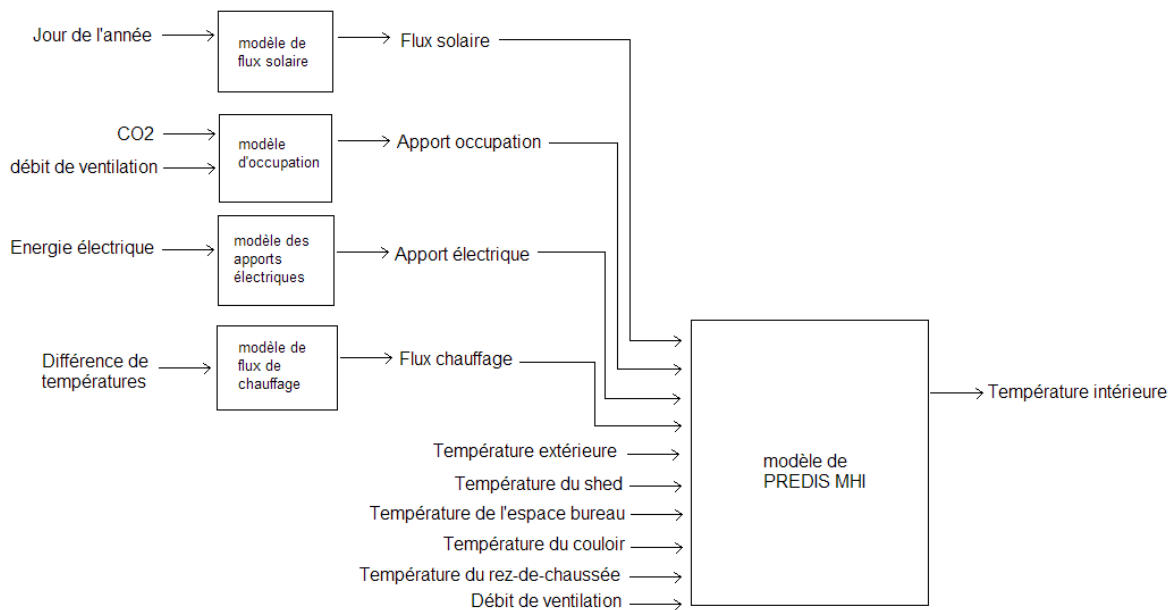 Jour de l'année
modèle de
flux solaire
Flux solaire
CO2
débit de ventilation
modèle
d'occupation
Apport occupation
Energie électrique
modèle des
apports
électriques
Apport électrique
Différence de
températures
modèle de
flux de
chauffage
Flux chauffage
Température extérieure
Température du shed
Température de l'espace bureau
Température du couloir
Température du rez-de-chaussée
Débit de ventilation
modèle de
PREDIS MHI
Température intérieure